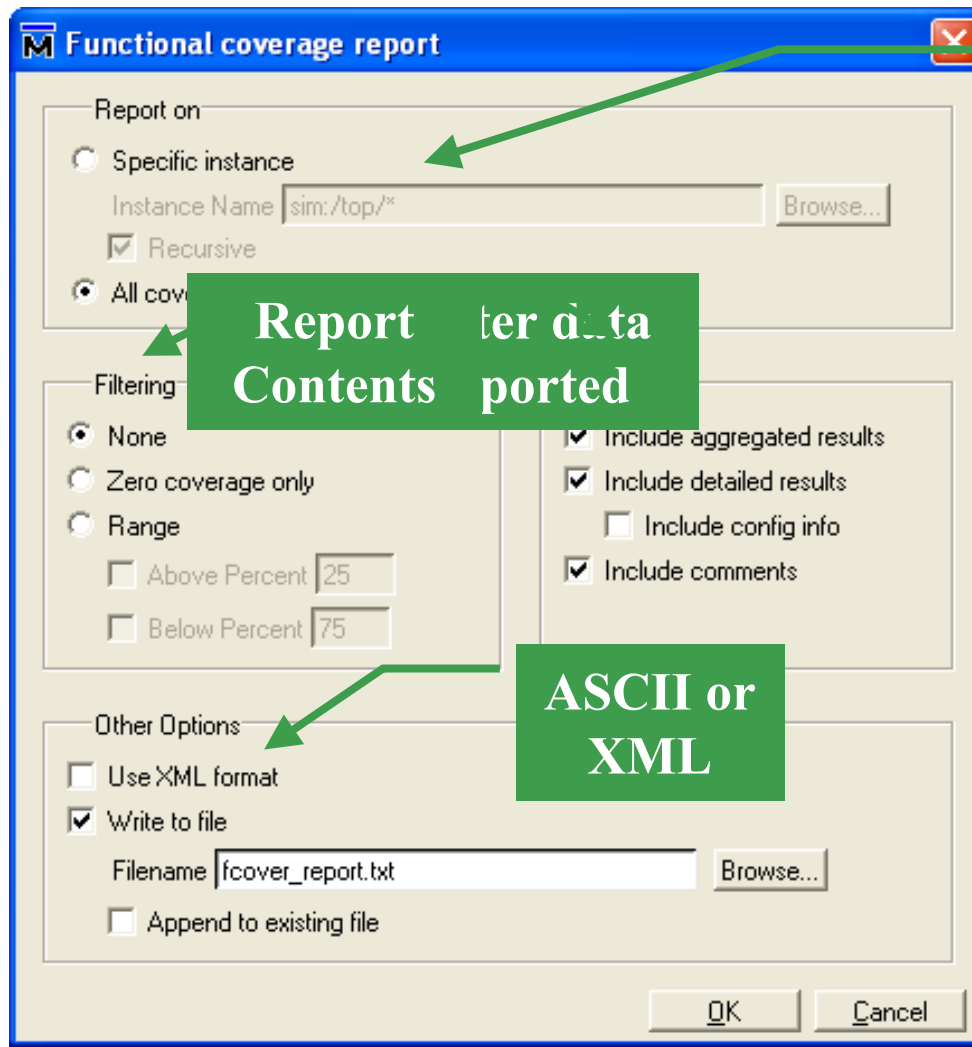 Functional coverage report
Report on
Specific instance
Instance Name sim:/top/* Browse...
Recursive
All
Report
Contents ported
Filtering
None
Zero coverage only
Range
Above Percent 25
Below Percent 75
Include aggregated results
Include detailed results
Include config info
Include comments
ASCII or
XML
Other Options
Use XML format
Write to file
Filename fcover_report.txt Browse...
Append to existing file
OK Cancel